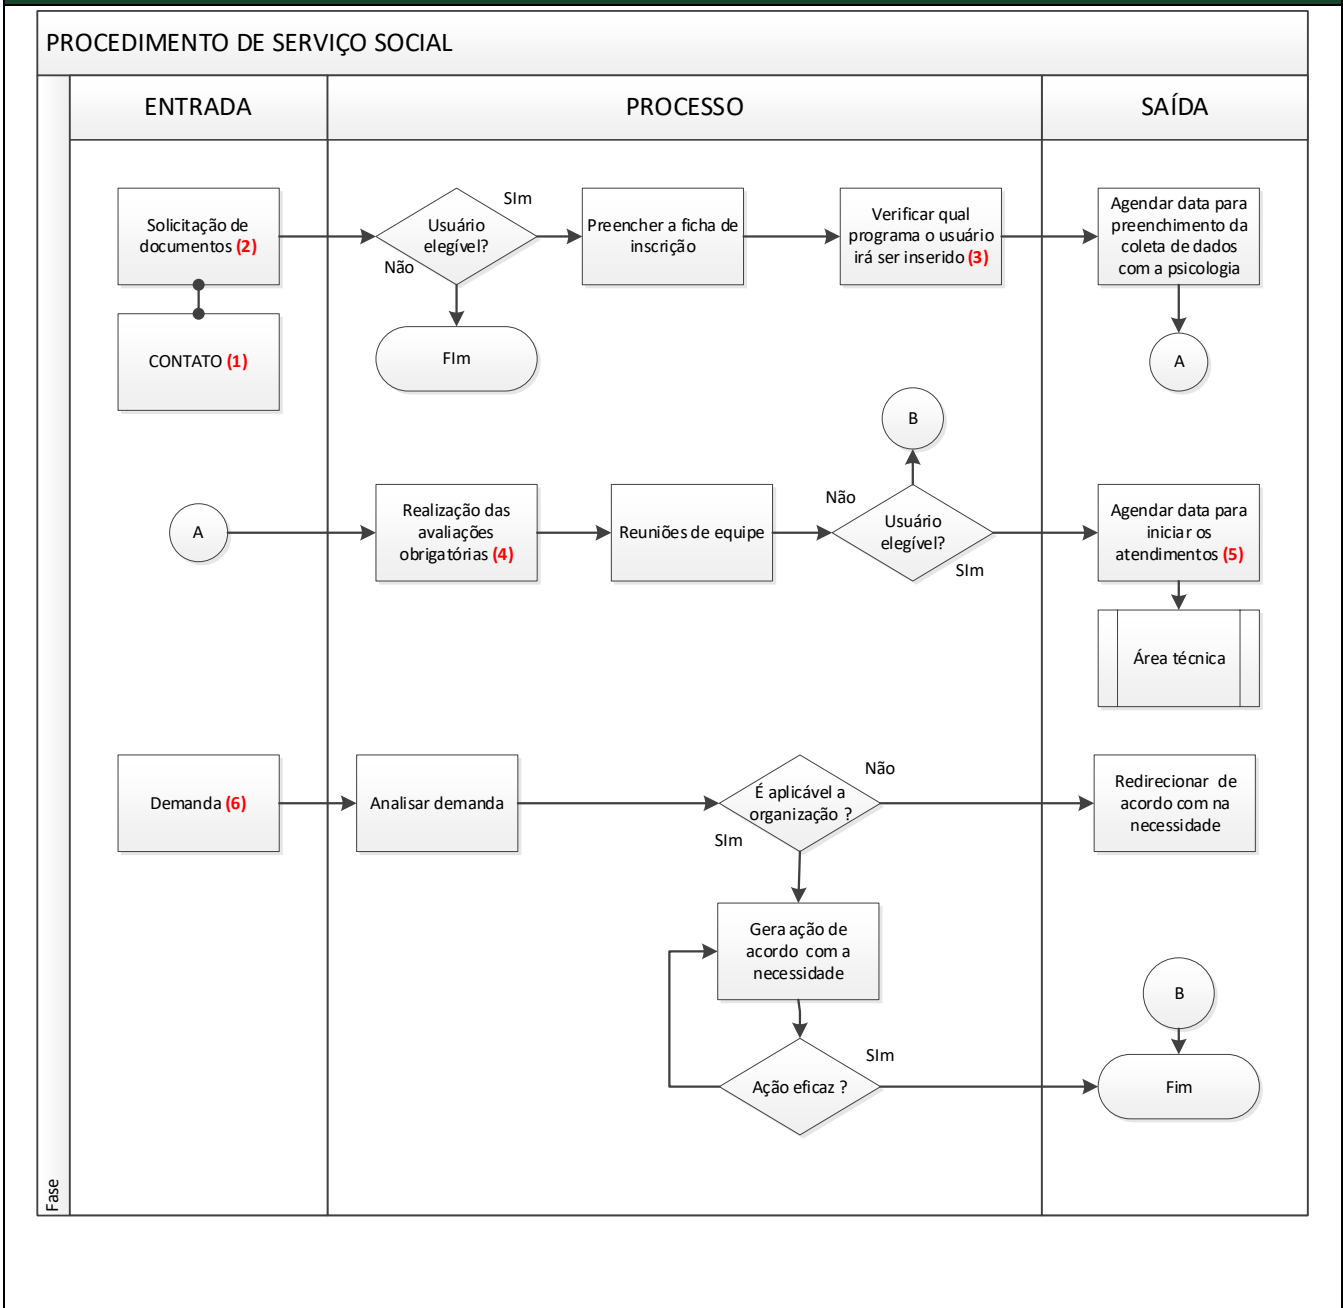 PROCEDIMENTO DE SERVIÇO SOCIAL
ENTRADA
PROCESSO
SAÍDA
Solicitação de
documentos (2)
CONTATO (1)
Usuário
elegível?
SIm
Não
FIm
Preencher a ficha de
inscrição
Verificar qual
programa o usuário
irá ser inserido (3)
Agendar data para
preenchimento da
coleta de dados
com a psicologia
A
A
Realização das
avaliações
obrigatórias (4)
Reuniões de equipe
B
Não
Usuário
elegível?
SIm
Agendar data para
iniciar os
atendimentos (5)
Área técnica
Demanda (6)
Analisar demanda
É aplicável a
organização ?
Não
SIm
Redirecionar de
acordo com na
necessidade
Gera ação de
acordo com a
necessidade
Ação eficaz ?
SIm
B
Fim
Fase